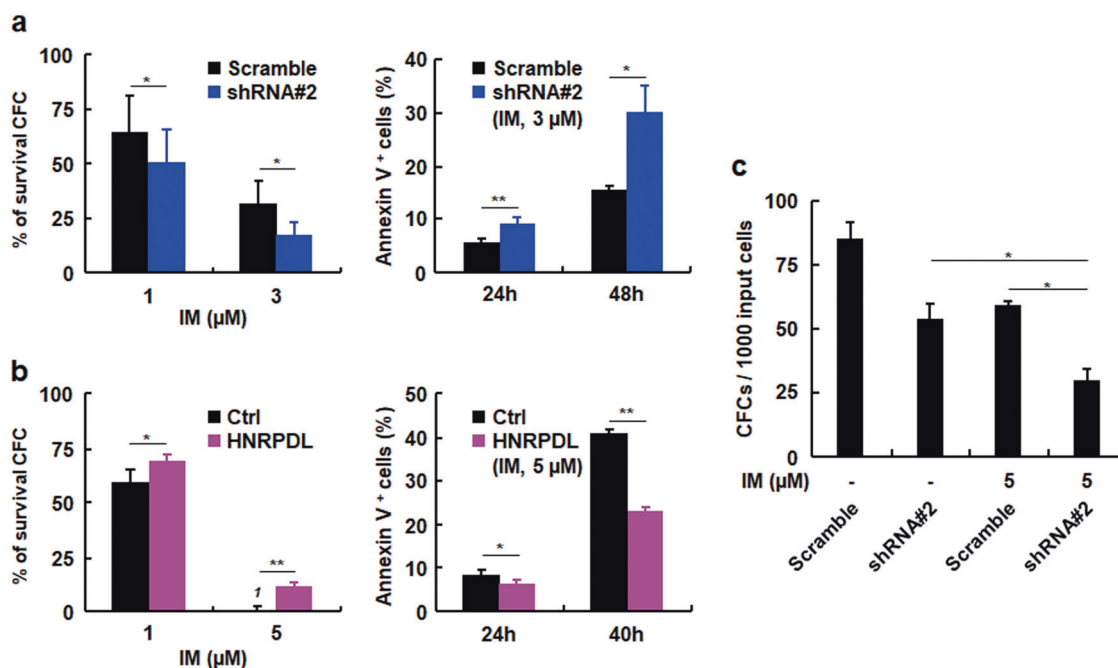 a
% of survival CFC
100
75
50
25
0
Scramble
shRNA#2
*
*
1
3
IM (µM)
Annexin V + cells (%)
40
30
20
10
0
Scramble
shRNA#2
(IM, 3 µM)
**
*
24h
48h
b
% of survival CFC
100
75
50
25
0
Ctrl
HNRPDL
*
1
**
1
5
IM (µM)
Annexin V + cells (%)
50
40
30
20
10
0
Ctrl
HNRPDL
(IM, 5 µM)
*
**
24h
40h
c
CFCs / 1000 input cells
100
75
50
25
0
*
*
IM (µM) - - 5 5
Scramble
shRNA#2
Scramble
shRNA#2